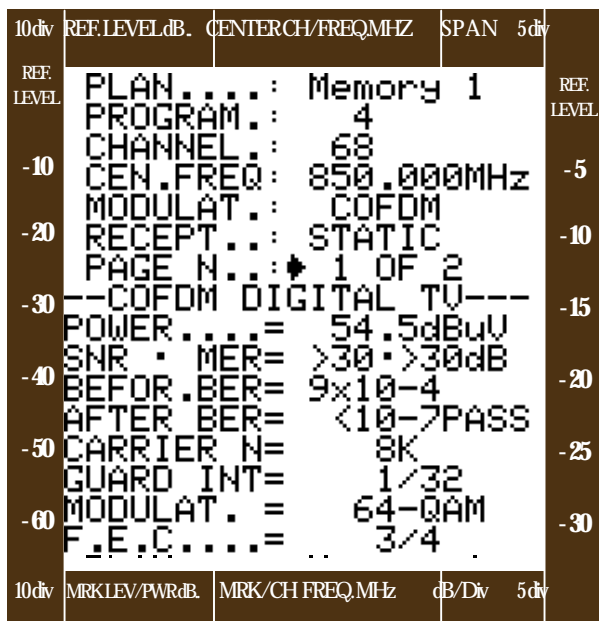 10div REF.LEVELdB. CENTER CH/FREQ.MHZ SPAN 5div
REF. LEVEL
-10
-20
-30
-40
-50
-60
PLAN....: Memory 1
PROGRAM.: 4
CHANNEL.: 68
CEN.FREQ: 850.000MHz
MODULAT.: COFDM
RECEPT..: STATIC
PAGE N..: 1 OF 2
--COFDM DIGITAL TV---
POWER....= 54.5dBuV
SNR · MER= >30·>30dB
BEFOR.BER= 9x10-4
AFTER BER= <10-7PASS
CARRIER N= 8K
GUARD INT= 1/32
MODULAT. = 64-QAM
F.E.C....= 3/4
REF. LEVEL
-5
-10
-15
-20
-25
-30
10div MRK LEV/PWR dB. MRK/CH FREQ.MHz dB/Div 5div